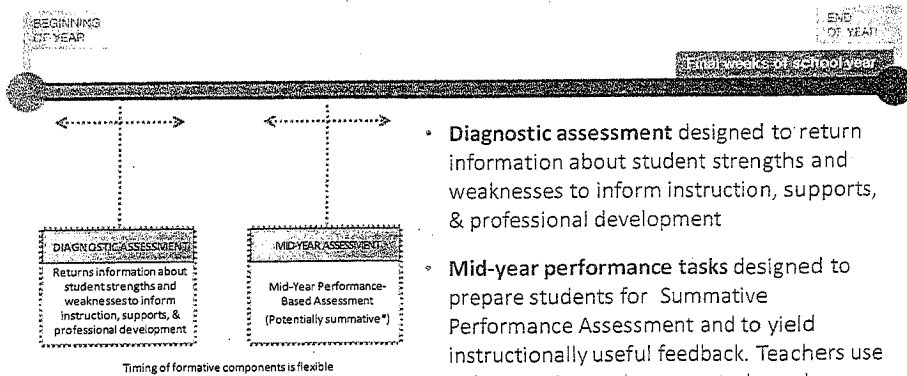 BEGINNING
OF YEAR
END
OF YEAR
Final weeks of school year
DIAGNOSTIC ASSESSMENT
Returns information about
student strengths and
weaknesses to inform
instruction, supports, &
professional development
MID-YEAR ASSESSMENT
Mid-Year Performance-
Based Assessment
(Potentially summative*)
Timing of formative components is flexible
• Diagnostic assessment designed to return
information about student strengths and
weaknesses to inform instruction, supports,
& professional development
• Mid-year performance tasks designed to
prepare students for Summative
Performance Assessment and to yield
instructionally useful feedback. Teachers use